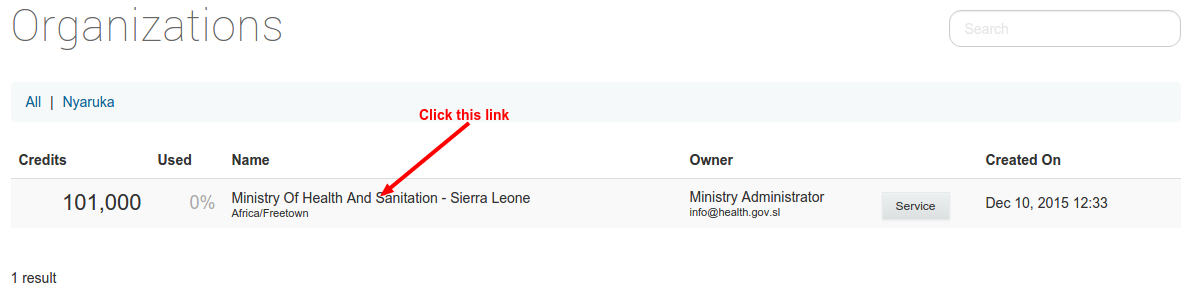 Organizations
Search
All | Nyaruka
Click this link
Credits Used Name Owner Created On
101,000 0% Ministry Of Health And Sanitation - Sierra Leone Ministry Administrator Service Dec 10, 2015 12:33
Africa/Freetown info@health.gov.sl
1 result